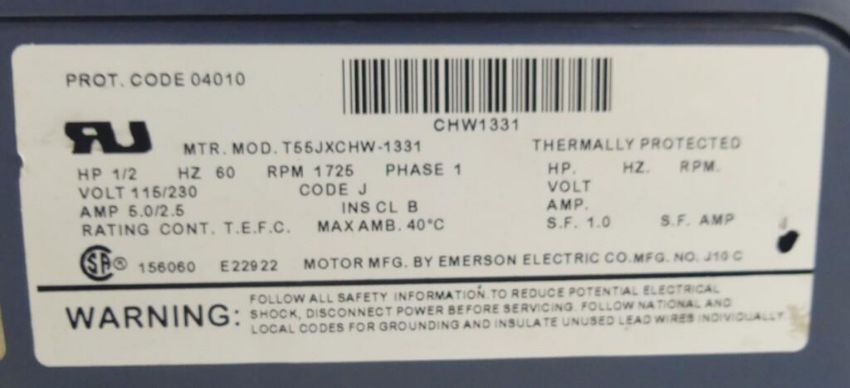 PROT. CODE 04010
CHW1331
MTR. MOD. T55JXCHW-1331 THERMALLY PROTECTED
HP 1/2 HZ 60 RPM 1725 PHASE 1 HP. HZ. RPM.
VOLT 115/230 CODE J VOLT
AMP 5.0/2.5 INS CL B AMP.
RATING CONT. T.E.F.C. MAX AMB. 40°C S.F. 1.0 S.F. AMP
SA® 156060 E22922 MOTOR MFG. BY EMERSON ELECTRIC CO. MFG. NO. J10 C
WARNING: FOLLOW ALL SAFETY INFORMATION. TO REDUCE POTENTIAL ELECTRICAL
SHOCK, DISCONNECT POWER BEFORE SERVICING. FOLLOW NATIONAL AND
LOCAL CODES FOR GROUNDING AND INSULATE UNUSED LEAD WIRES INDIVIDUALLY